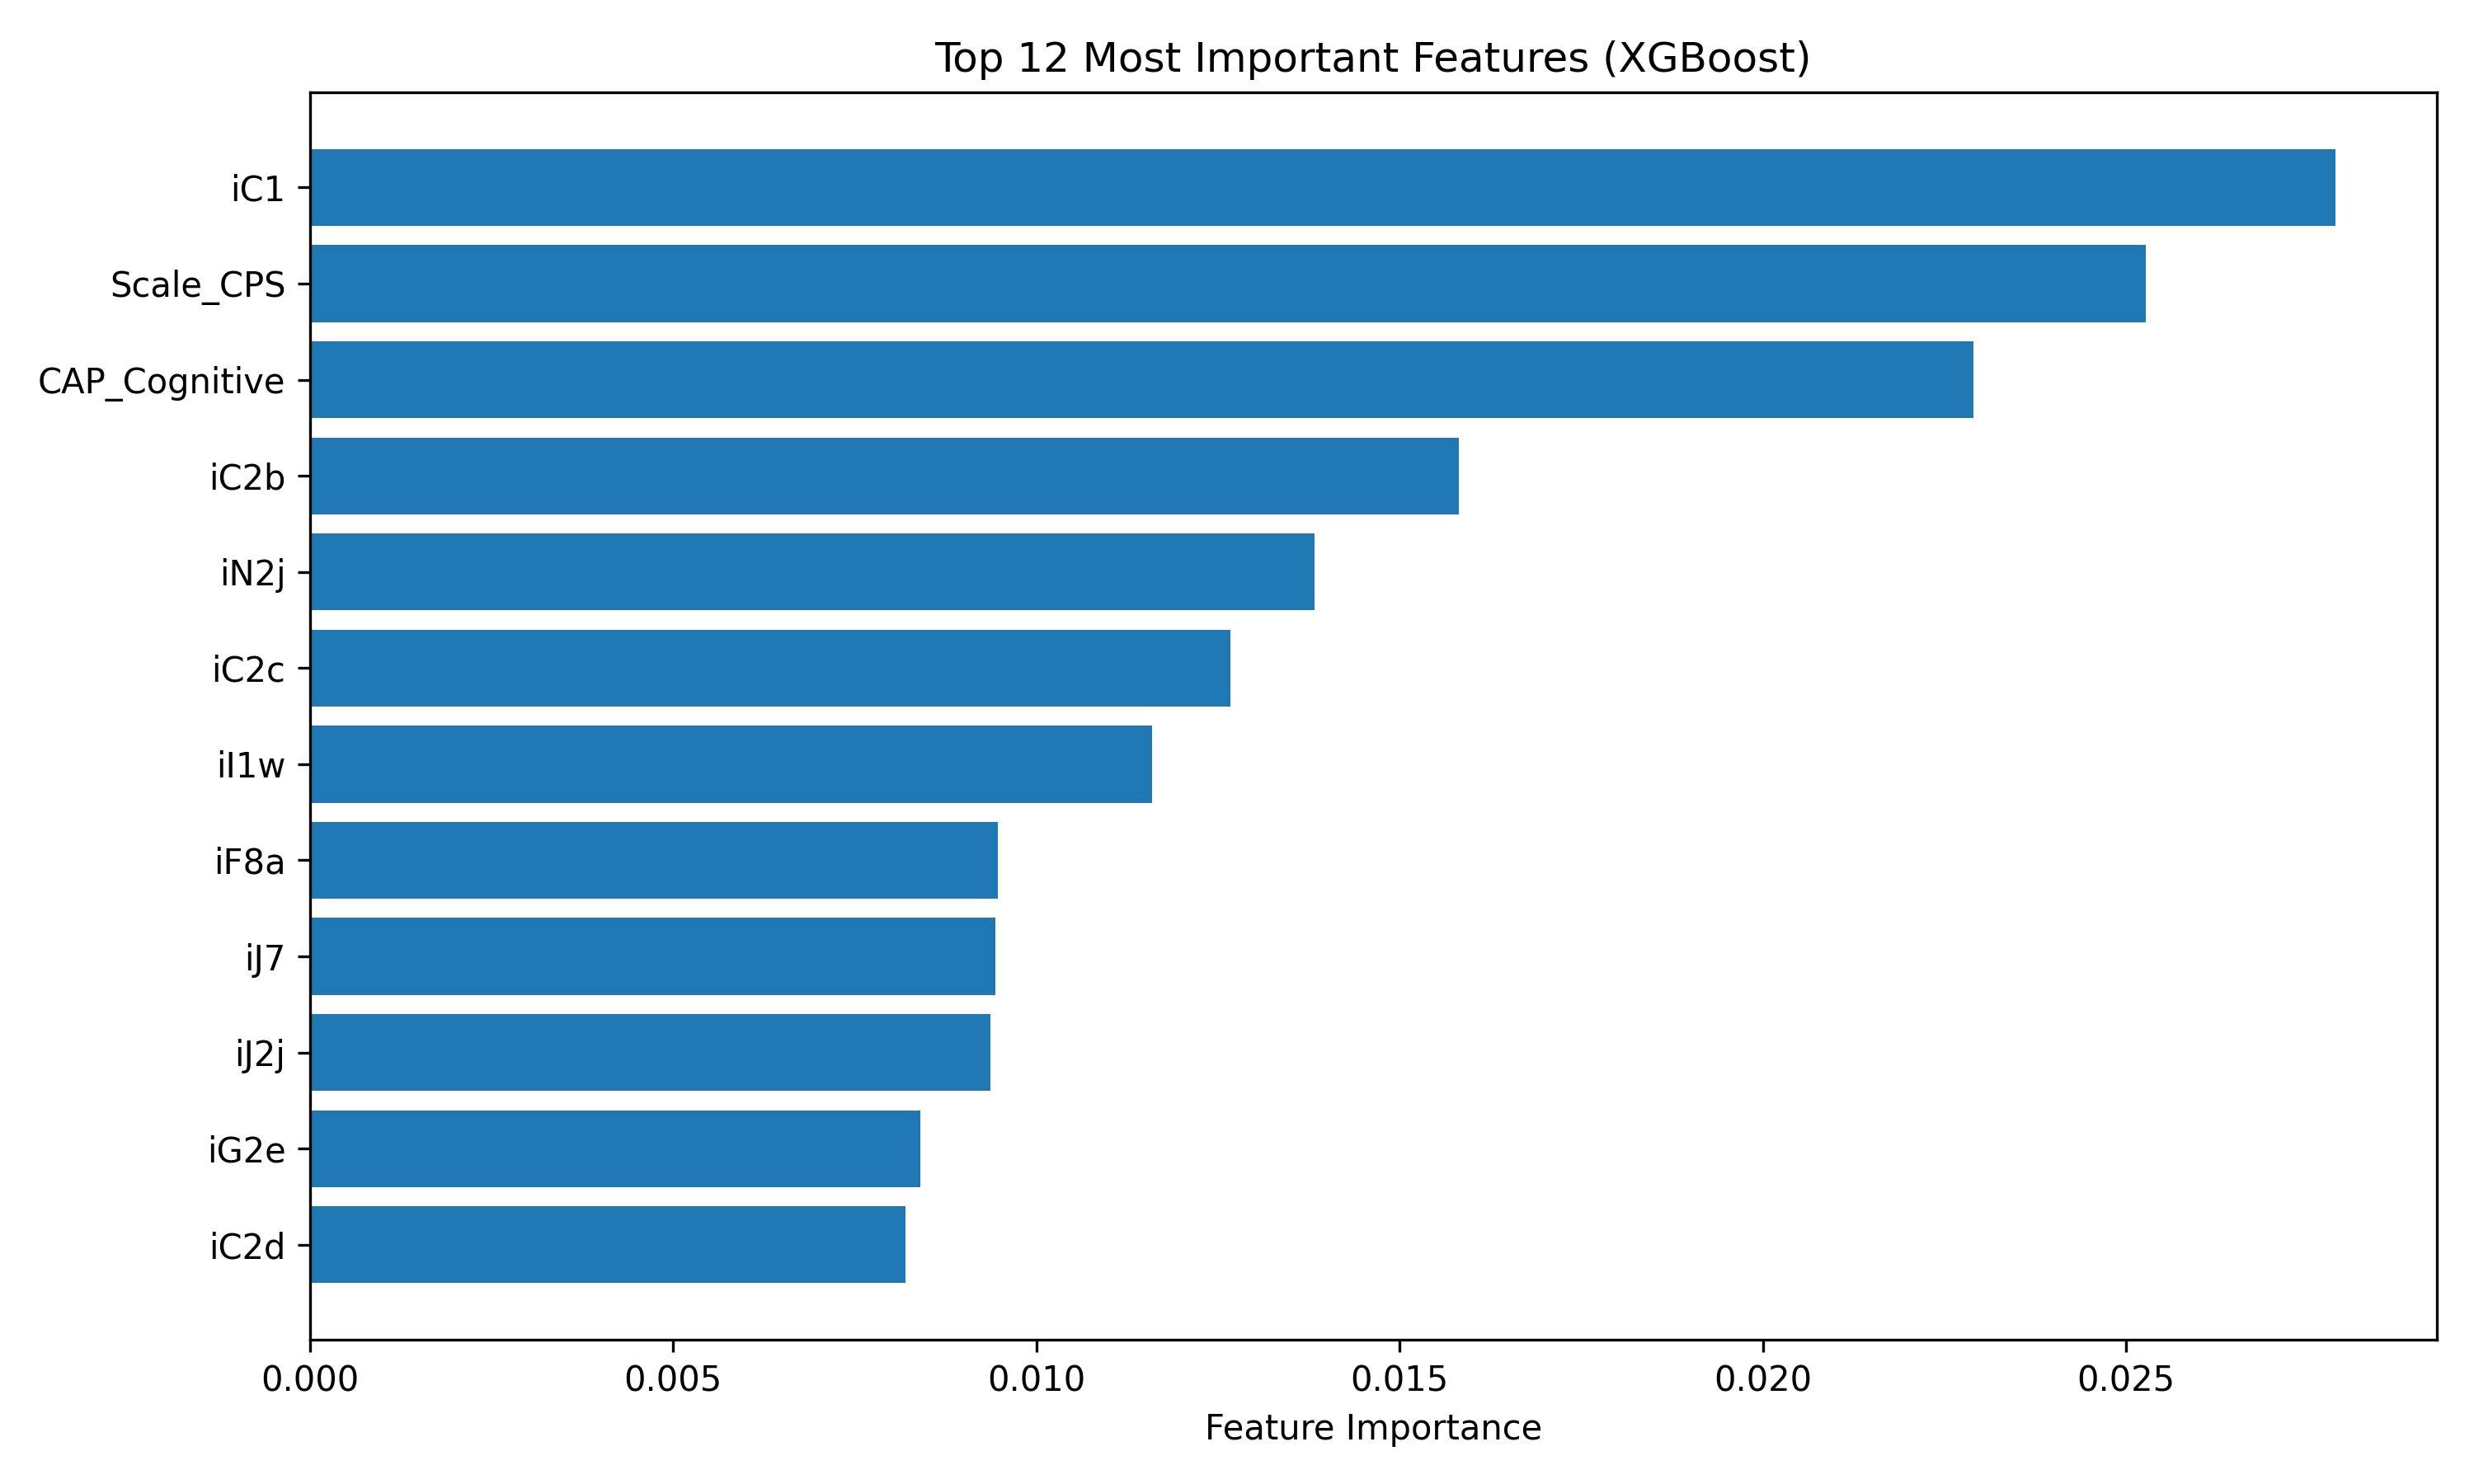 Top 12 Most Important Features (XGBoost)
iC1
Scale_CPS
CAP_Cognitive
iC2b
iN2j
iC2c
iI1w
iF8a
iJ7
iJ2j
iG2e
iC2d
0.000 0.005 0.010 0.015 0.020 0.025
Feature Importance